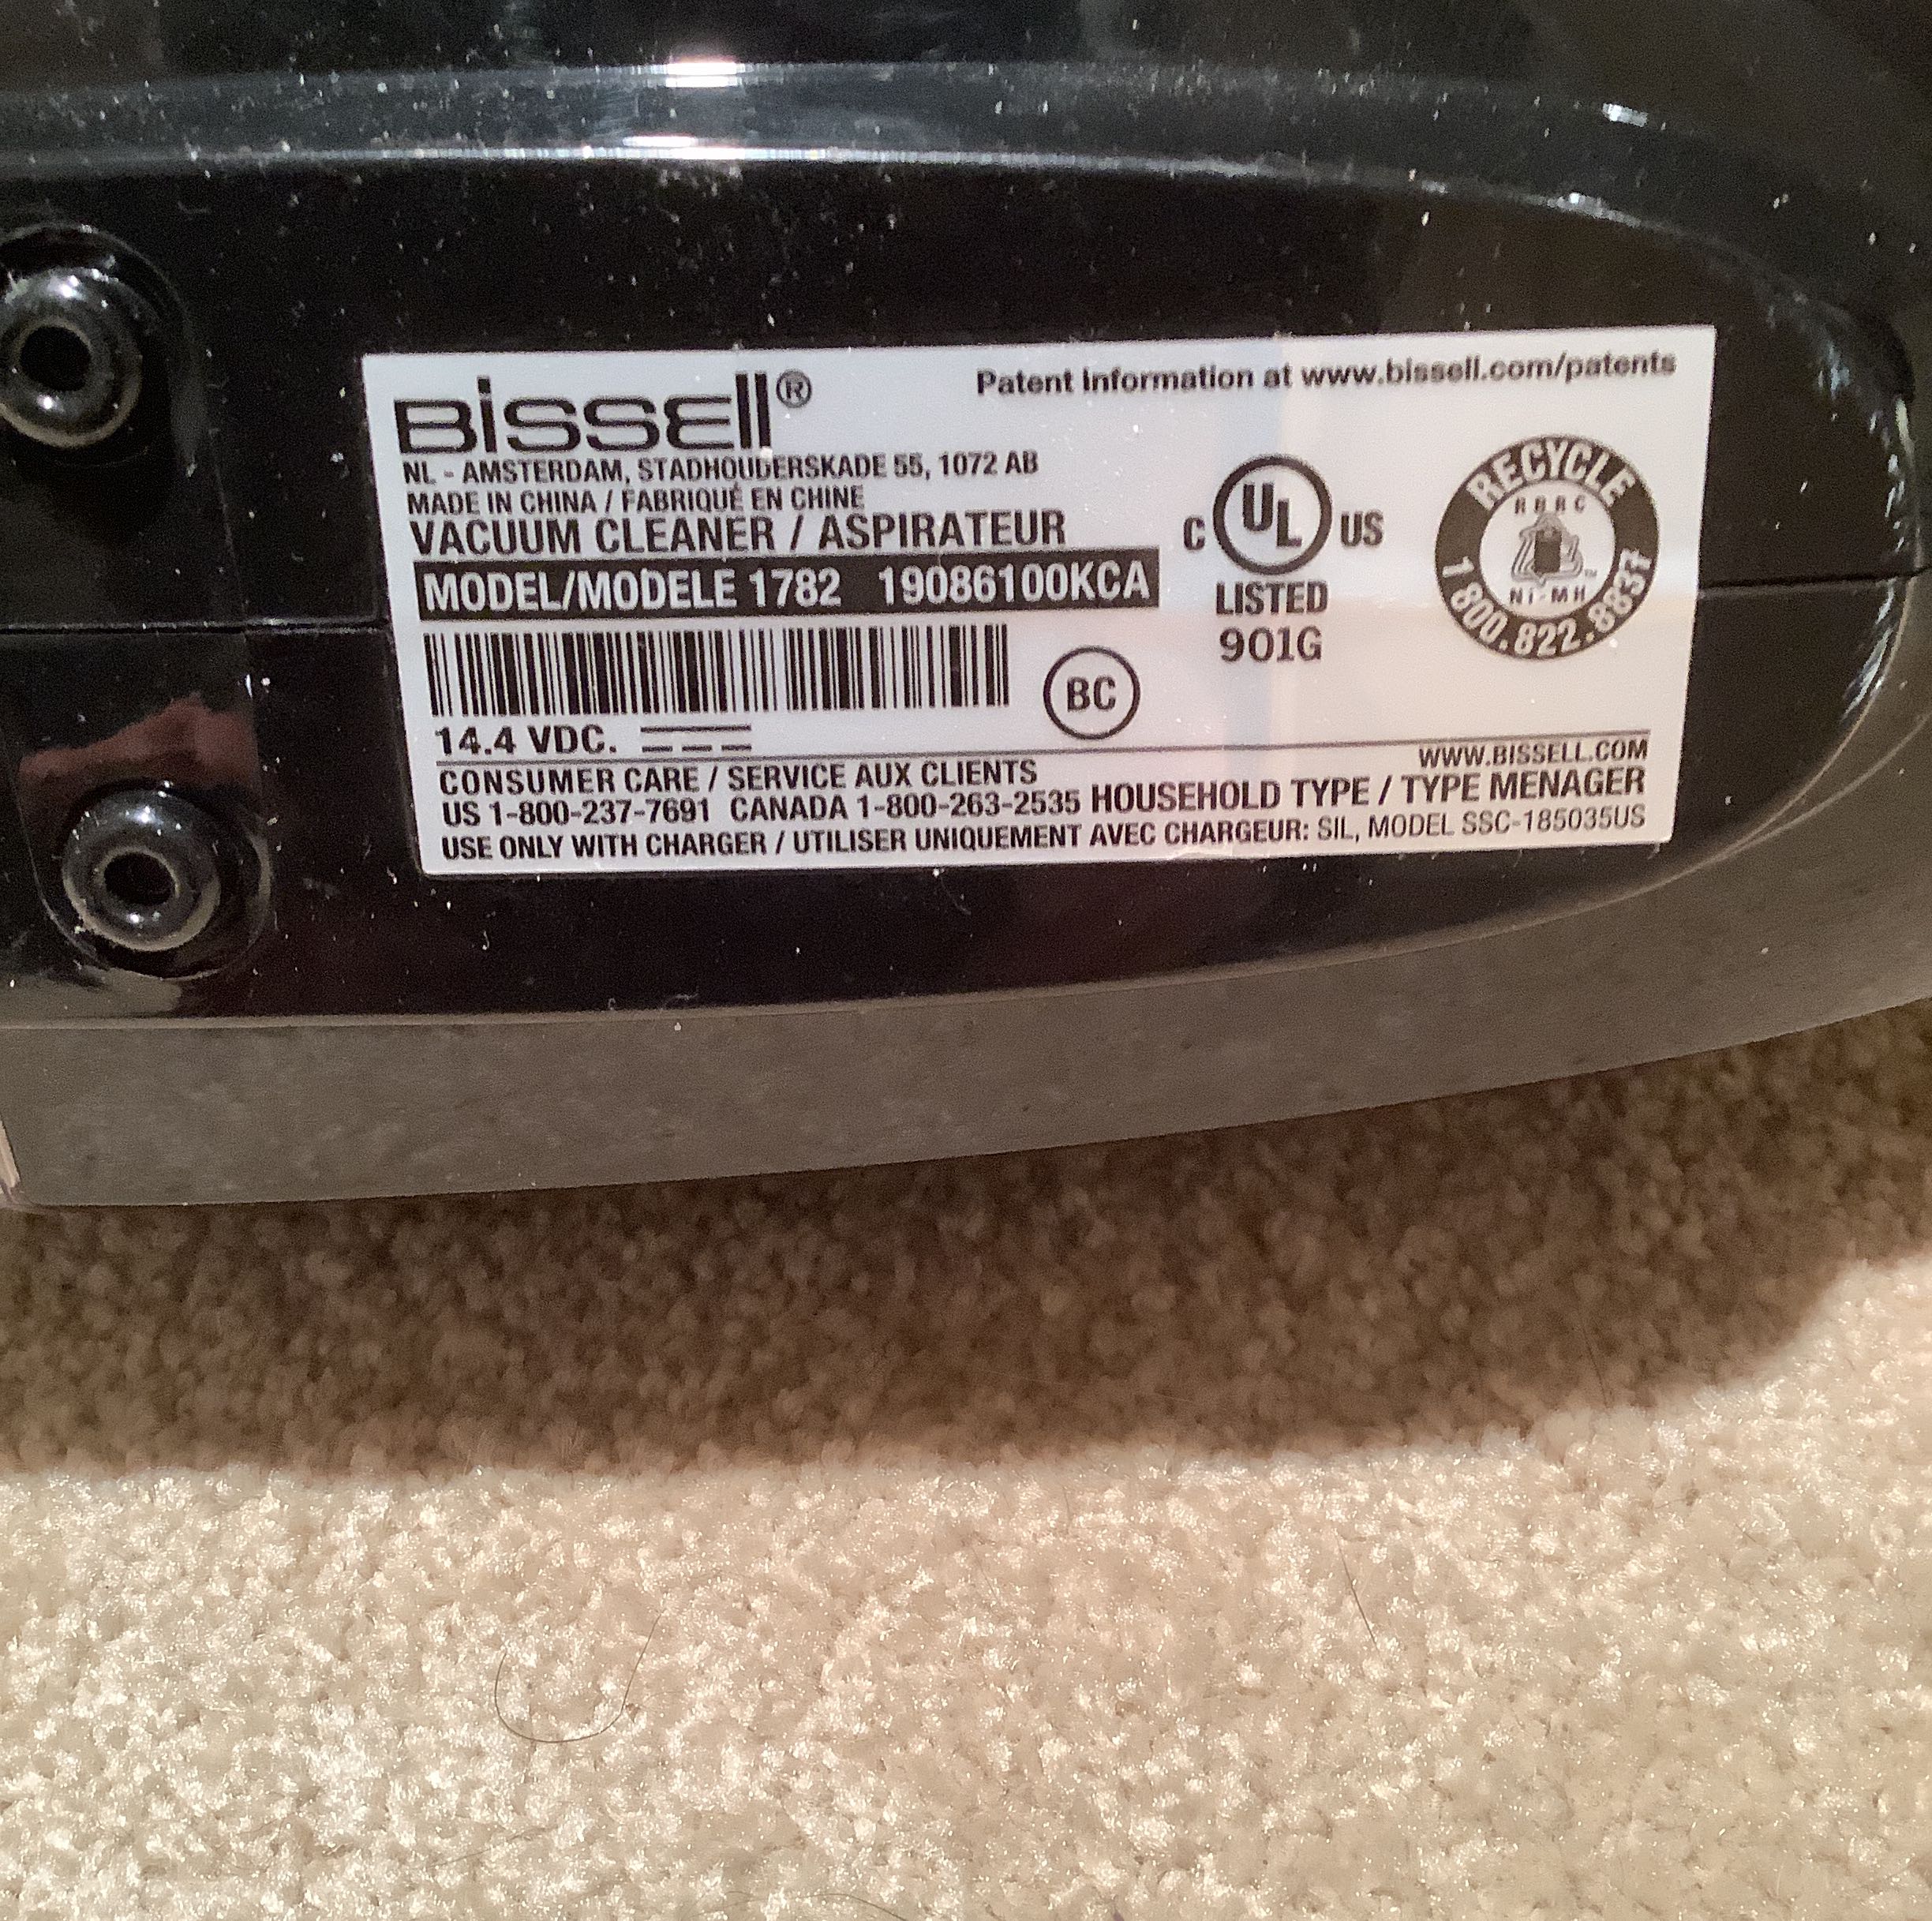 BISSELL®
Patent Information at www.bissell.com/patents
NL - AMSTERDAM, STADHOUDERSKADE 55, 1072 AB
MADE IN CHINA / FABRIQUÉ EN CHINE
VACUUM CLEANER / ASPIRATEUR
MODEL/MODELE 1782 19086100KCA
C UL US
LISTED
901G
RECYCLE
RBRC
NI-MH
1 800.822.8837
BC
14.4 VDC.
WWW.BISSELL.COM
CONSUMER CARE / SERVICE AUX CLIENTS
US 1-800-237-7691 CANADA 1-800-263-2535 HOUSEHOLD TYPE / TYPE MENAGER
USE ONLY WITH CHARGER / UTILISER UNIQUEMENT AVEC CHARGEUR: SIL, MODEL SSC-185035US